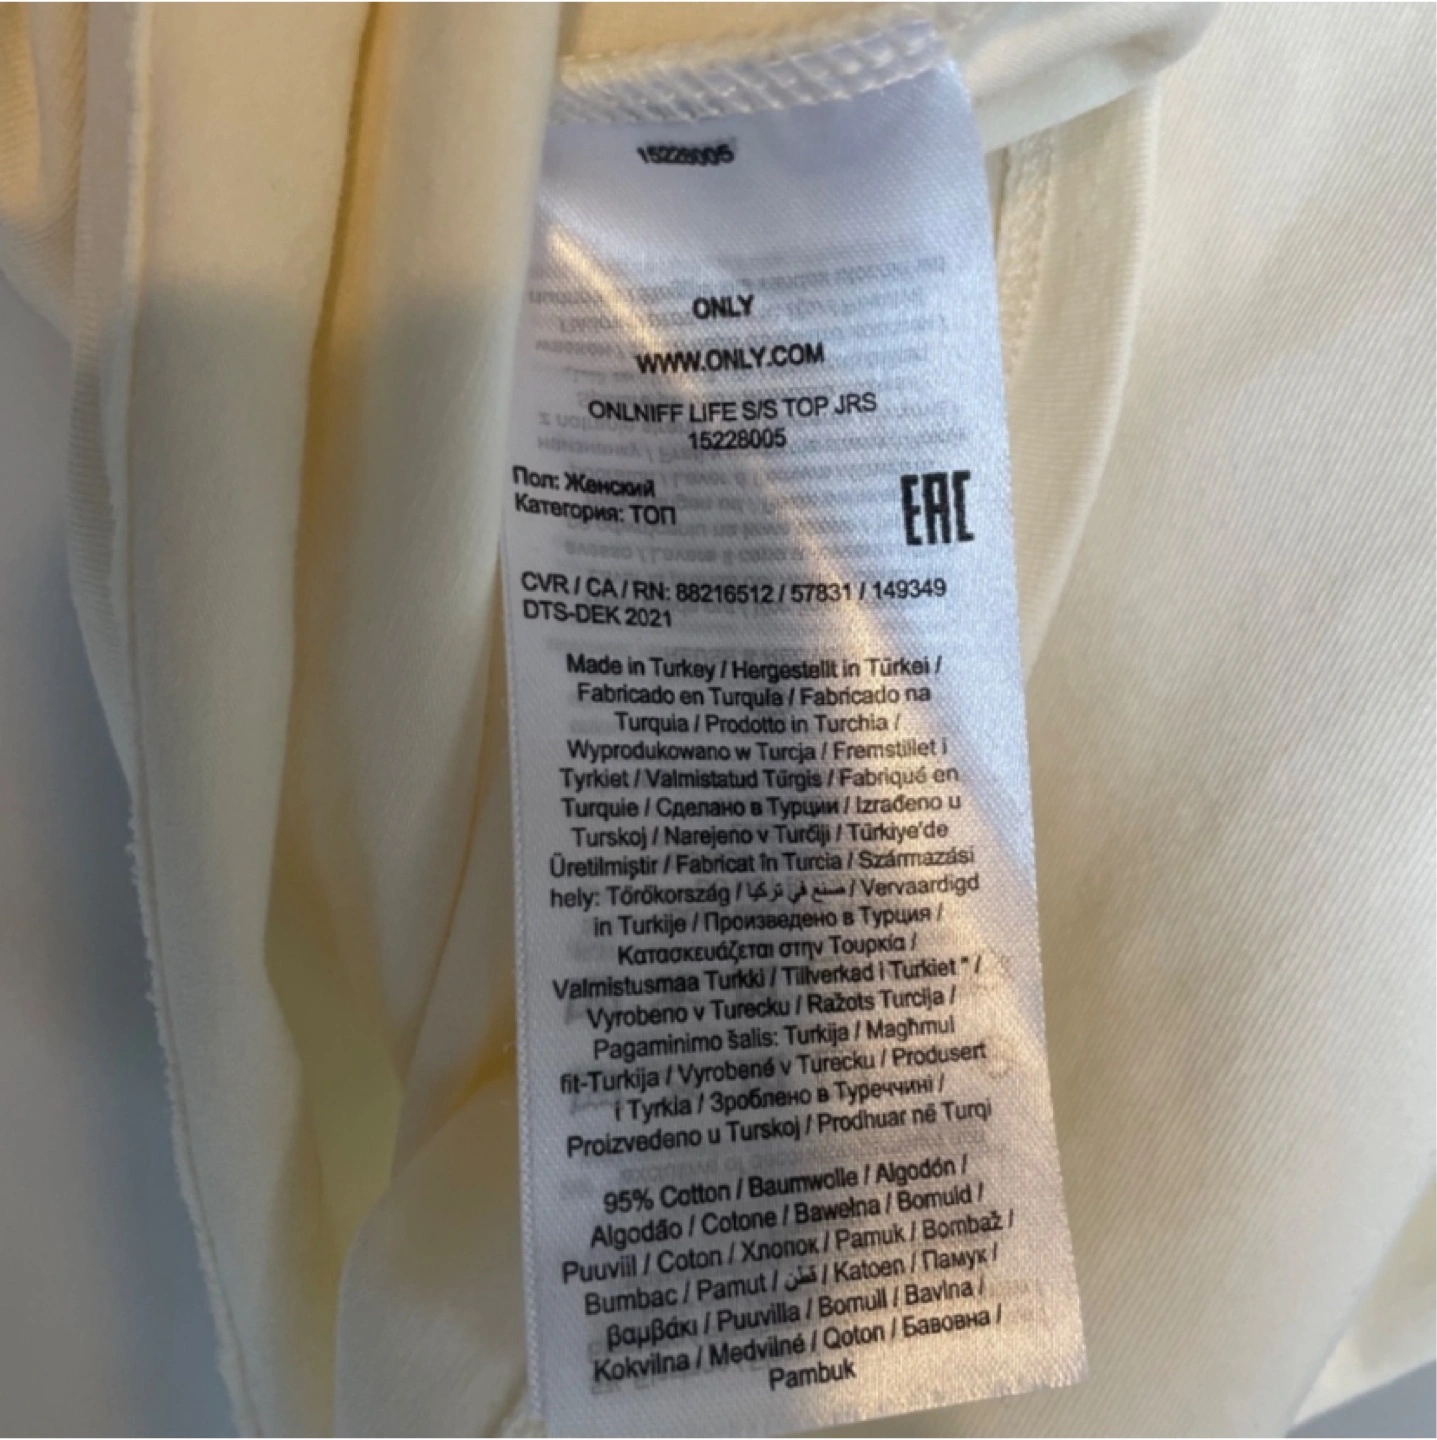 15228005
ONLY
WWW.ONLY.COM
ONLNIFF LIFE S/S TOP JRS
15228005
Пол: Женский
Категория: ТОП
EAC
CVR / CA / RN: 88216512 / 57831 / 149349
DTS-DEK 2021
Made in Turkey / Hergestellt in Türkei /
Fabricado en Turquía / Fabricado na
Turquia / Prodotto in Turchia /
Wyprodukowano w Turcja / Fremstillet i
Tyrkiet / Valmistatud Türgis / Fabriqué en
Turquie / Сделано в Турции / Izrađeno u
Turskoj / Narejeno v Turčiji / Türkiye'de
Üretilmiştir / Fabricat în Turcia / Származási
hely: Törökország / صنع في تركيا / Vervaardigd
in Turkije / Произведено в Турция /
Κατασκευάζεται στην Τουρκία /
Valmistusmaa Turkki / Tillverkad i Turkiet * /
Vyrobeno v Turecku / Ražots Turcija /
Pagaminimo šalis: Turkija / Magħmul
fit-Turkija / Vyrobené v Turecku / Produsert
i Tyrkia / Зроблено в Туреччині /
Proizvedeno u Turskoj / Prodhuar në Turqi
95% Cotton / Baumwolle / Algodón /
Algodão / Cotone / Bawełna / Bomuld /
Puuvill / Coton / Хлопок / Pamuk / Bombaž /
Bumbac / Pamut / قطن / Katoen / Памук /
βαμβάκι / Puuvilla / Bomull / Bavlna /
Kokvilna / Medvilnė / Qoton / Бавовна /
Pambuk